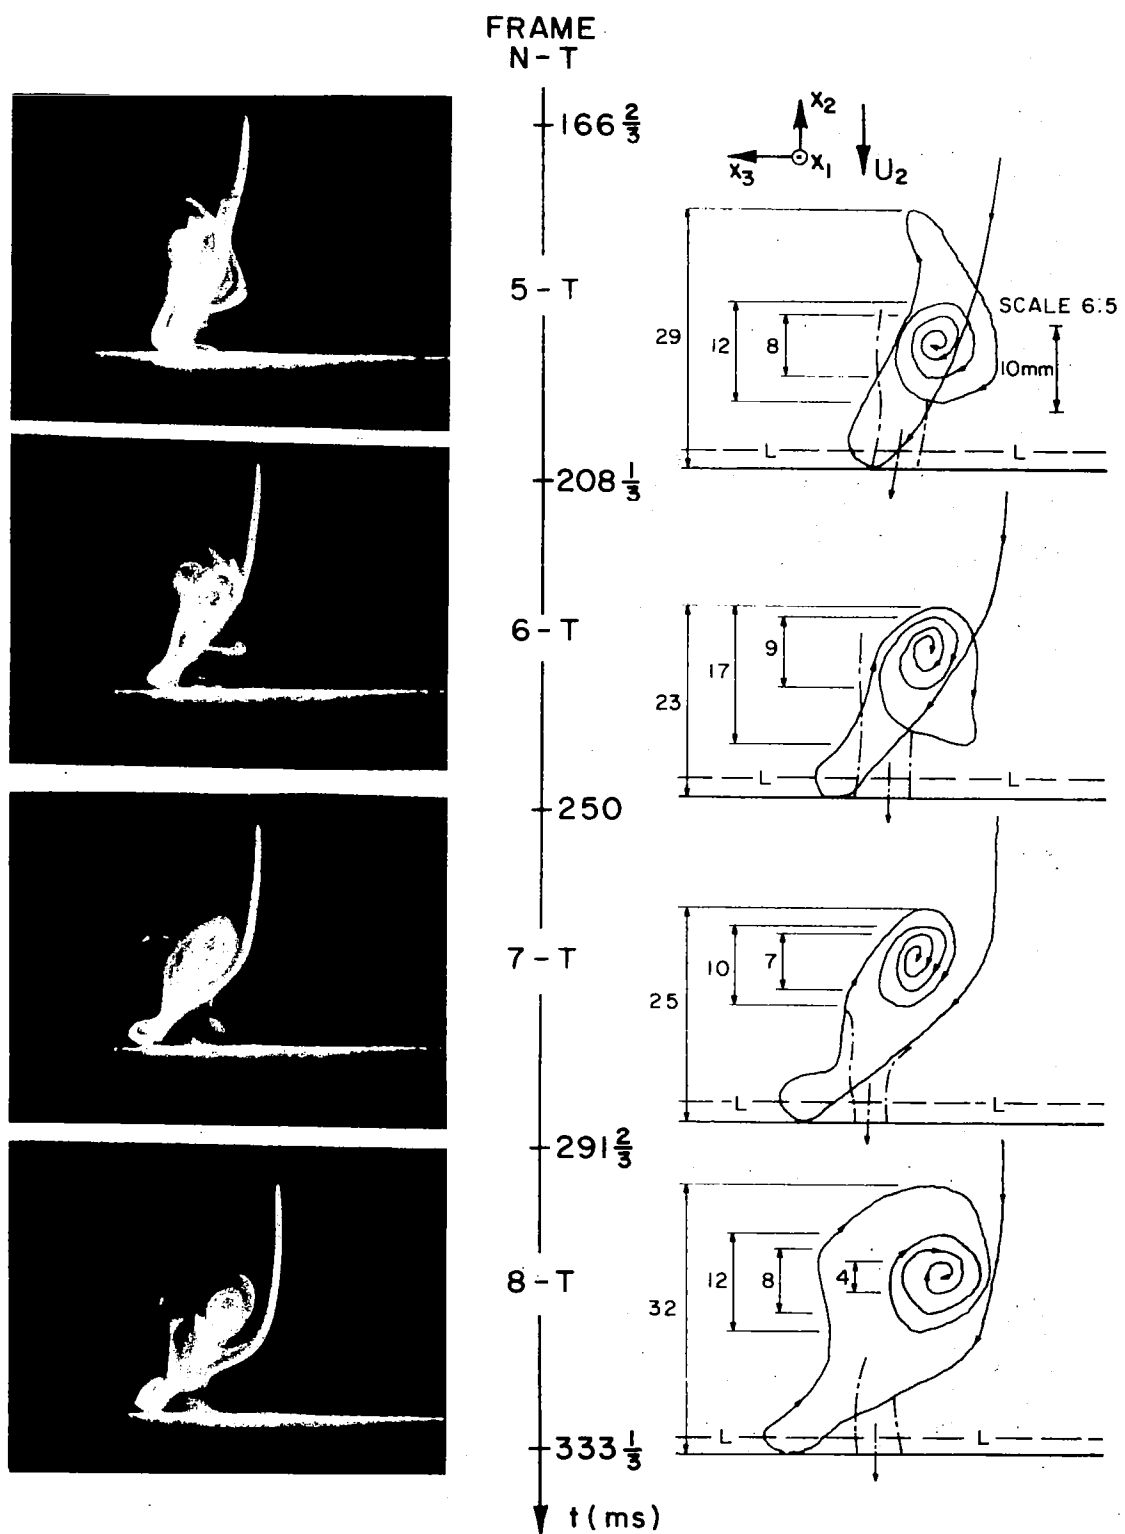 FRAME
N-T
166 2/3
5-T
208 1/3
6-T
250
7-T
291 2/3
8-T
333 1/3
t(ms)
X2
X3
X1
U2
SCALE 6:5
10mm
29
12
8
L
L
23
17
9
L
L
25
10
7
L
L
32
12
8
4
L
L